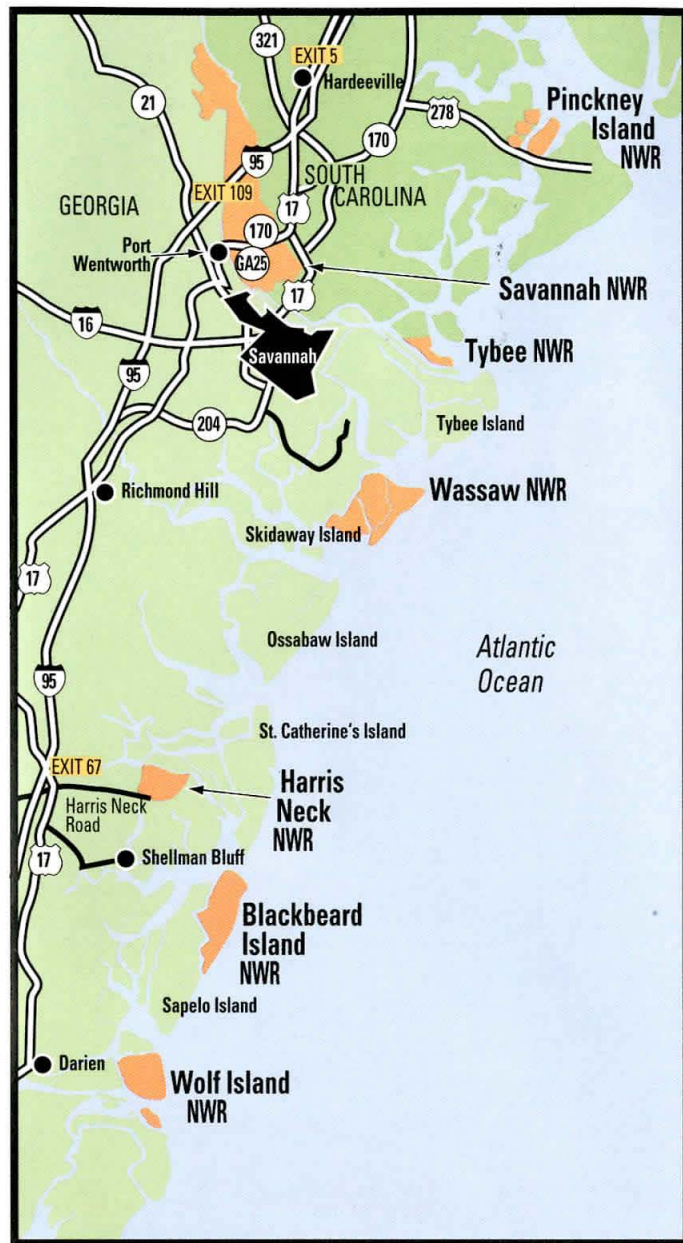 321
EXIT 5
Hardeeville
21
Pinckney
Island
NWR
278
170
95
SOUTH
CAROLINA
EXIT 109
GEORGIA
17
170
Port
Wentworth
GA25
17
Savannah NWR
16
Savannah
Tybee NWR
95
204
Tybee Island
Richmond Hill
Wassaw NWR
Skidaway Island
17
Ossabaw Island
Atlantic
Ocean
95
St. Catherine's Island
EXIT 67
Harris
Neck
NWR
Harris Neck
Road
17
Shellman Bluff
Blackbeard
Island
NWR
Sapelo Island
Darien
Wolf Island
NWR